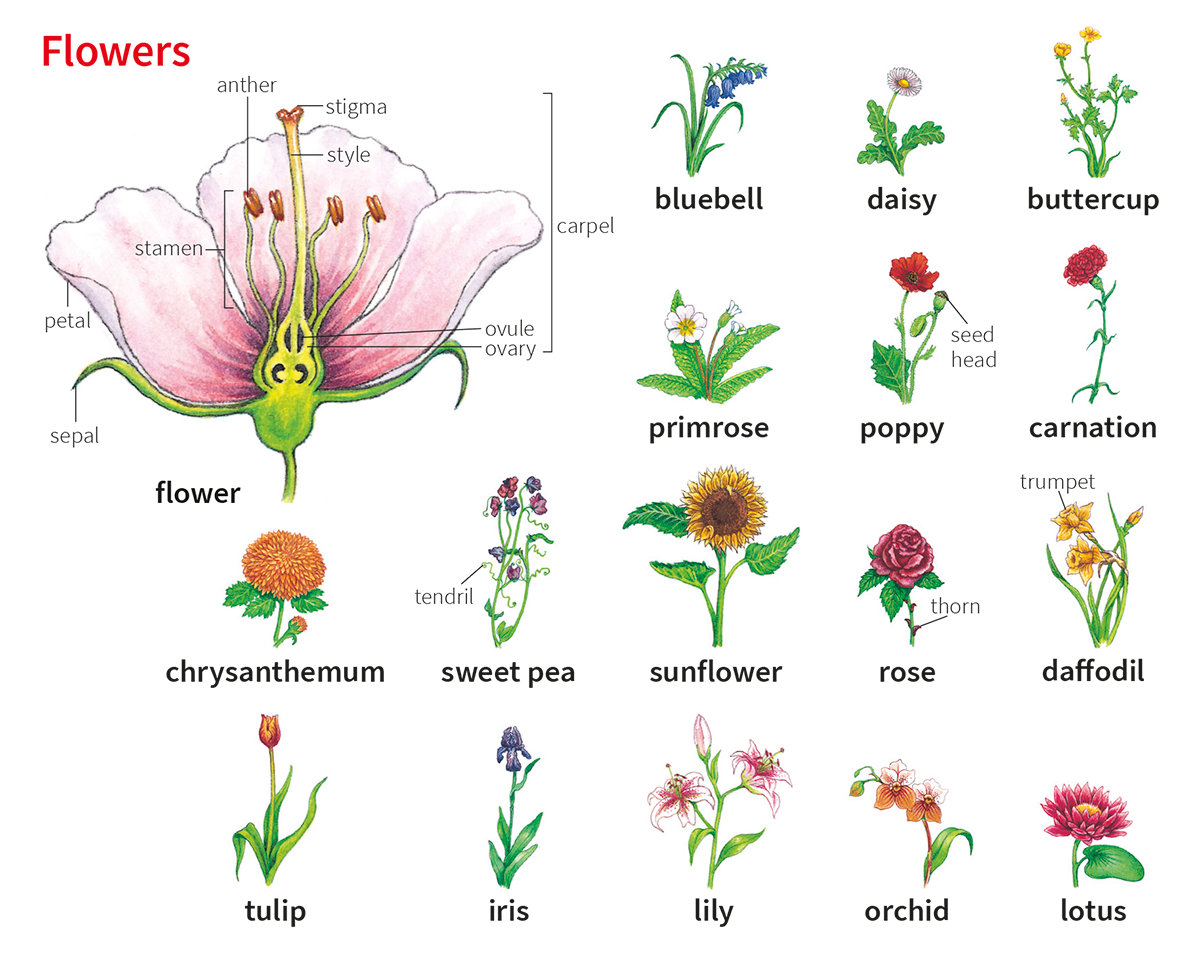 Flowers
anther
stigma
style
stamen
carpel
petal
ovule
ovary
sepal
flower
bluebell
daisy
buttercup
seed
head
primrose
poppy
carnation
trumpet
tendril
thorn
chrysanthemum
sweet pea
sunflower
rose
daffodil
tulip
iris
lily
orchid
lotus